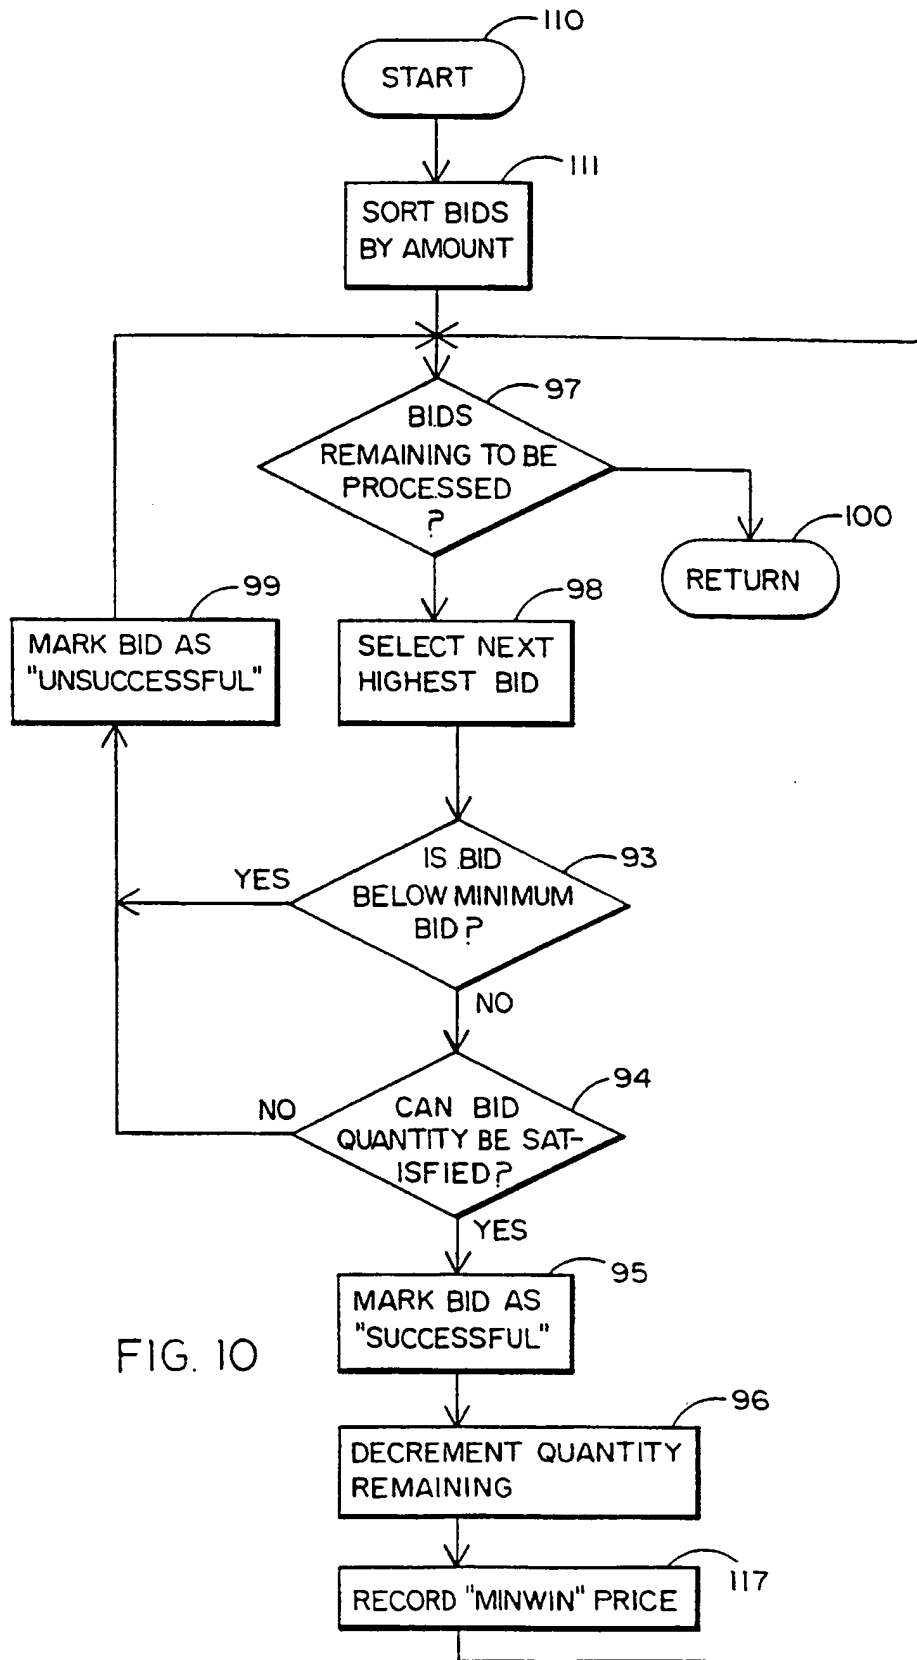 110
START
111
SORT BIDS
BY AMOUNT
97
BIDS
REMAINING TO BE
PROCESSED
?
100
RETURN
99
MARK BID AS
"UNSUCCESSFUL"
98
SELECT NEXT
HIGHEST BID
93
IS BID
BELOW MINIMUM
BID?
YES
NO
94
CAN BID
QUANTITY BE SAT-
ISFIED?
NO
YES
95
MARK BID AS
"SUCCESSFUL"
FIG. 10
96
DECREMENT QUANTITY
REMAINING
117
RECORD "MINWIN" PRICE